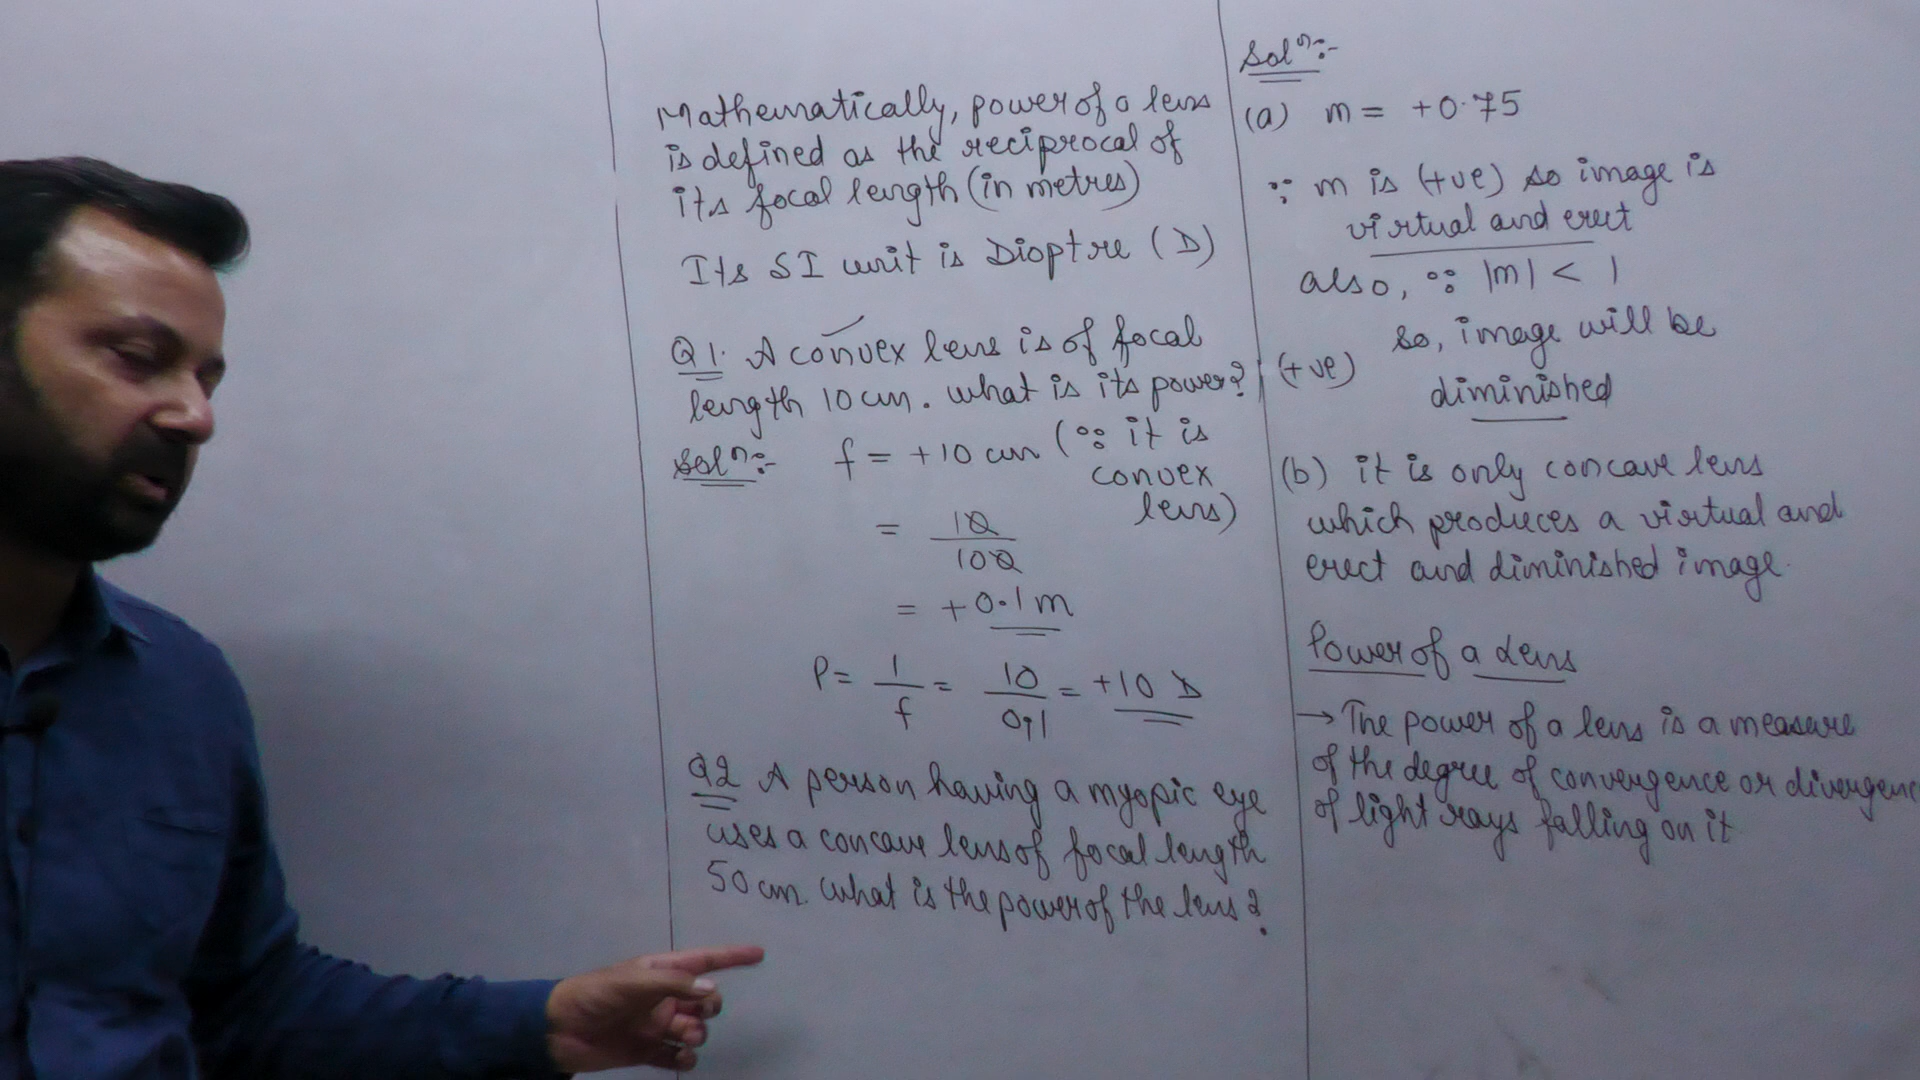 Mathematically, power of a lens
is defined as the reciprocal of
its focal length (in metres)
Its SI unit is Dioptre (D)
Q1. A convex lens is of focal
length 10 cm. what is its power?
Solⁿ:- f = +10 cm (∵ it is
convex
lens)
= 10/100
= +0.1 m
P = 1/f = 10/0,1 = +10 D
Q2 A person having a myopic eye
uses a concave lens of focal length
50 cm. What is the power of the lens?
Solⁿ:-
(a) m = +0.75
∵ m is (+ve) so image is
virtual and erect
also, ∵ |m| < 1
so, image will be
(+ve)
diminished
(b) it is only concave lens
which produces a virtual and
erect and diminished image.
Power of a Lens
→ The power of a lens is a measure
of the degree of convergence or divergenc
of light rays falling on it